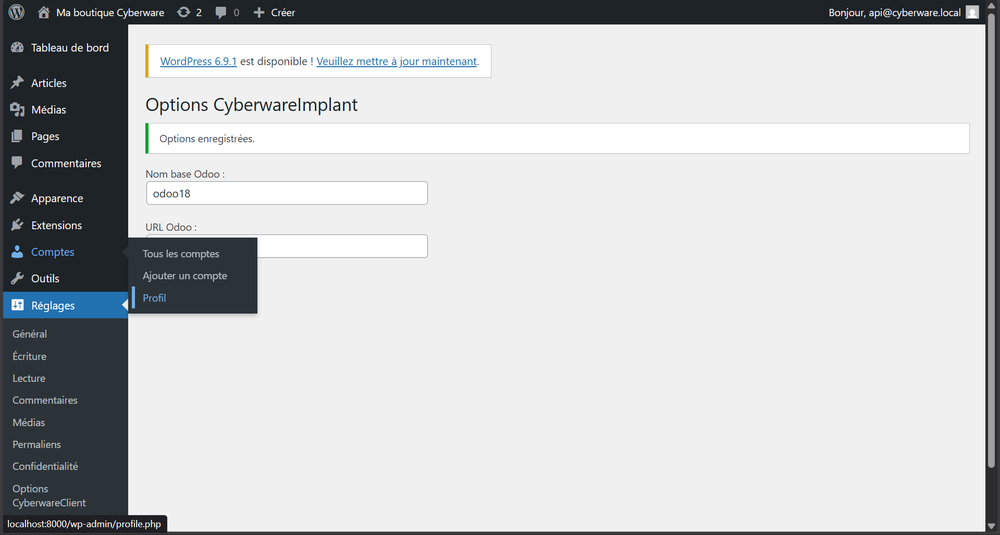 Ma boutique Cyberware 2 0 Créer Bonjour, api@cyberware.local
Tableau de bord
Articles
Médias
Pages
Commentaires
Apparence
Extensions
Comptes
Outils
Réglages
Général
Écriture
Lecture
Commentaires
Médias
Permaliens
Confidentialité
Options
CyberwareClient
Tous les comptes
Ajouter un compte
Profil
WordPress 6.9.1 est disponible ! Veuillez mettre à jour maintenant.
Options CyberwareImplant
Options enregistrées.
Nom base Odoo :
odoo18
URL Odoo :
localhost:8000/wp-admin/profile.php